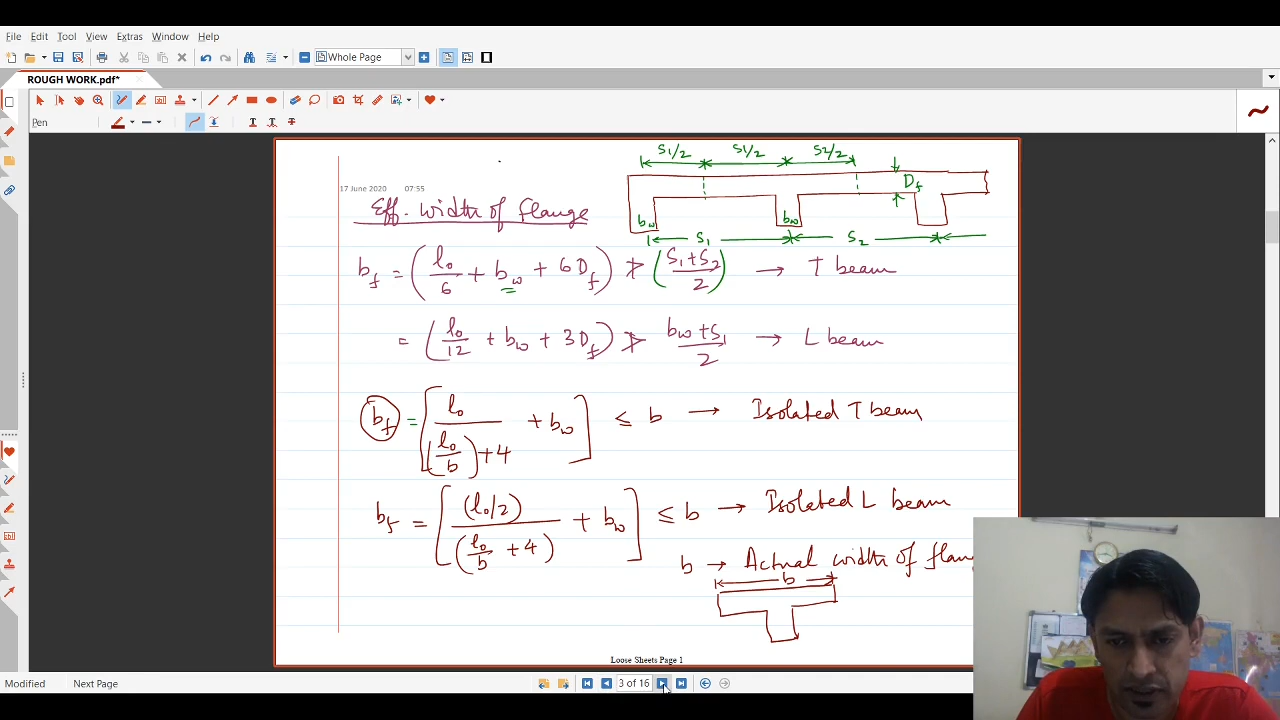 File Edit Tool View Extras Window Help
Whole Page
ROUGH WORK.pdf*
Pen
17 June 2020 07:55
S1/2 S1/2 S2/2
Df
bw bw
S1 S2
Eff. width of flange
bf = (l0/6 + bw + 6Df) ≯ (S1+S2/2) → T beam
= (l0/12 + bw + 3Df) ≯ bw+S1/2 → L beam
bf = [l0/(l0/b)+4 + bw] ≤ b → Isolated T beam
bf = [(l0/2)/(l0/b +4) + bw] ≤ b → Isolated L beam
b → Actual width of flang
b
Loose Sheets Page 1
Modified Next Page 3 of 16